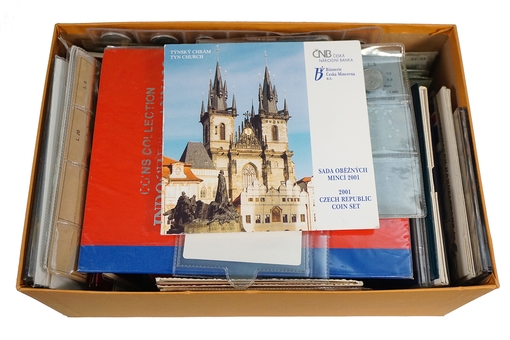 TÝNSKÝ CHRÁM
TYN CHURCH
ČNB ČESKÁ
NÁRODNÍ BANKA
Bižuterie
Česká Mincovna
a.s.
SADA OBĚŽNÝCH
MINCÍ 2001
2001
CZECH REPUBLIC
COIN SET
COINS COLLECTION